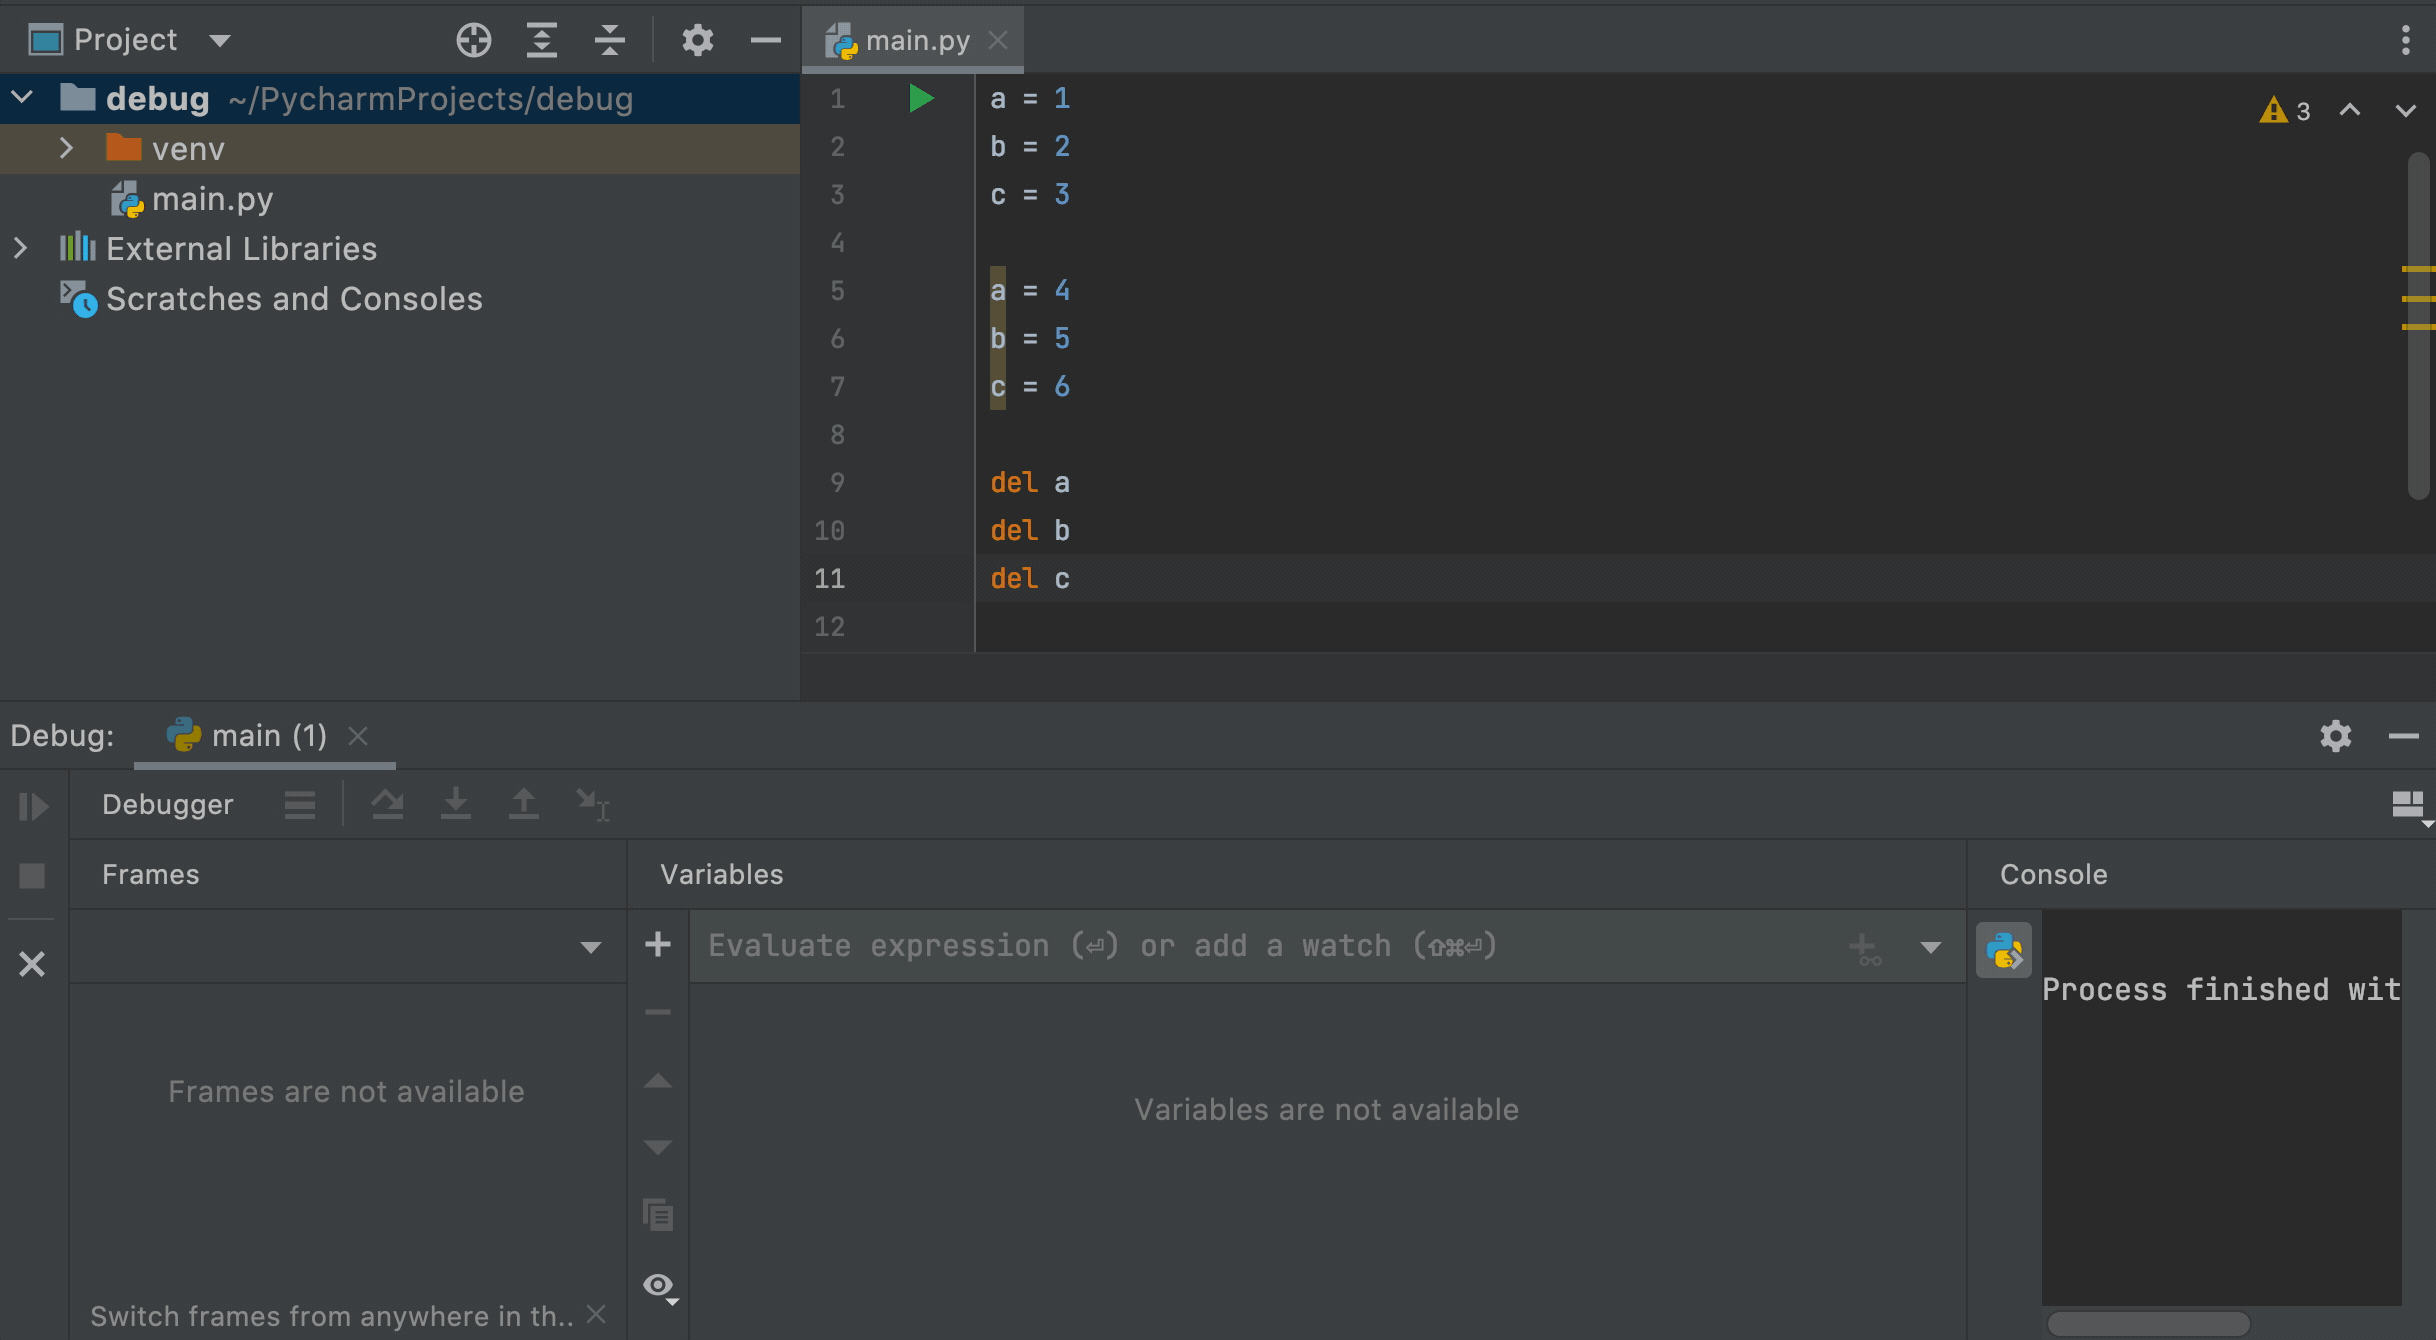 Project
main.py
debug ~/PycharmProjects/debug
venv
main.py
External Libraries
Scratches and Consoles
1 a = 1
2 b = 2
3 c = 3
4
5 a = 4
6 b = 5
7 c = 6
8
9 del a
10 del b
11 del c
12
3
Debug: main (1)
Debugger
Frames
Variables
Console
Evaluate expression (⏎) or add a watch (⇧⌘⏎)
Process finished wit
Frames are not available
Variables are not available
Switch frames from anywhere in th..